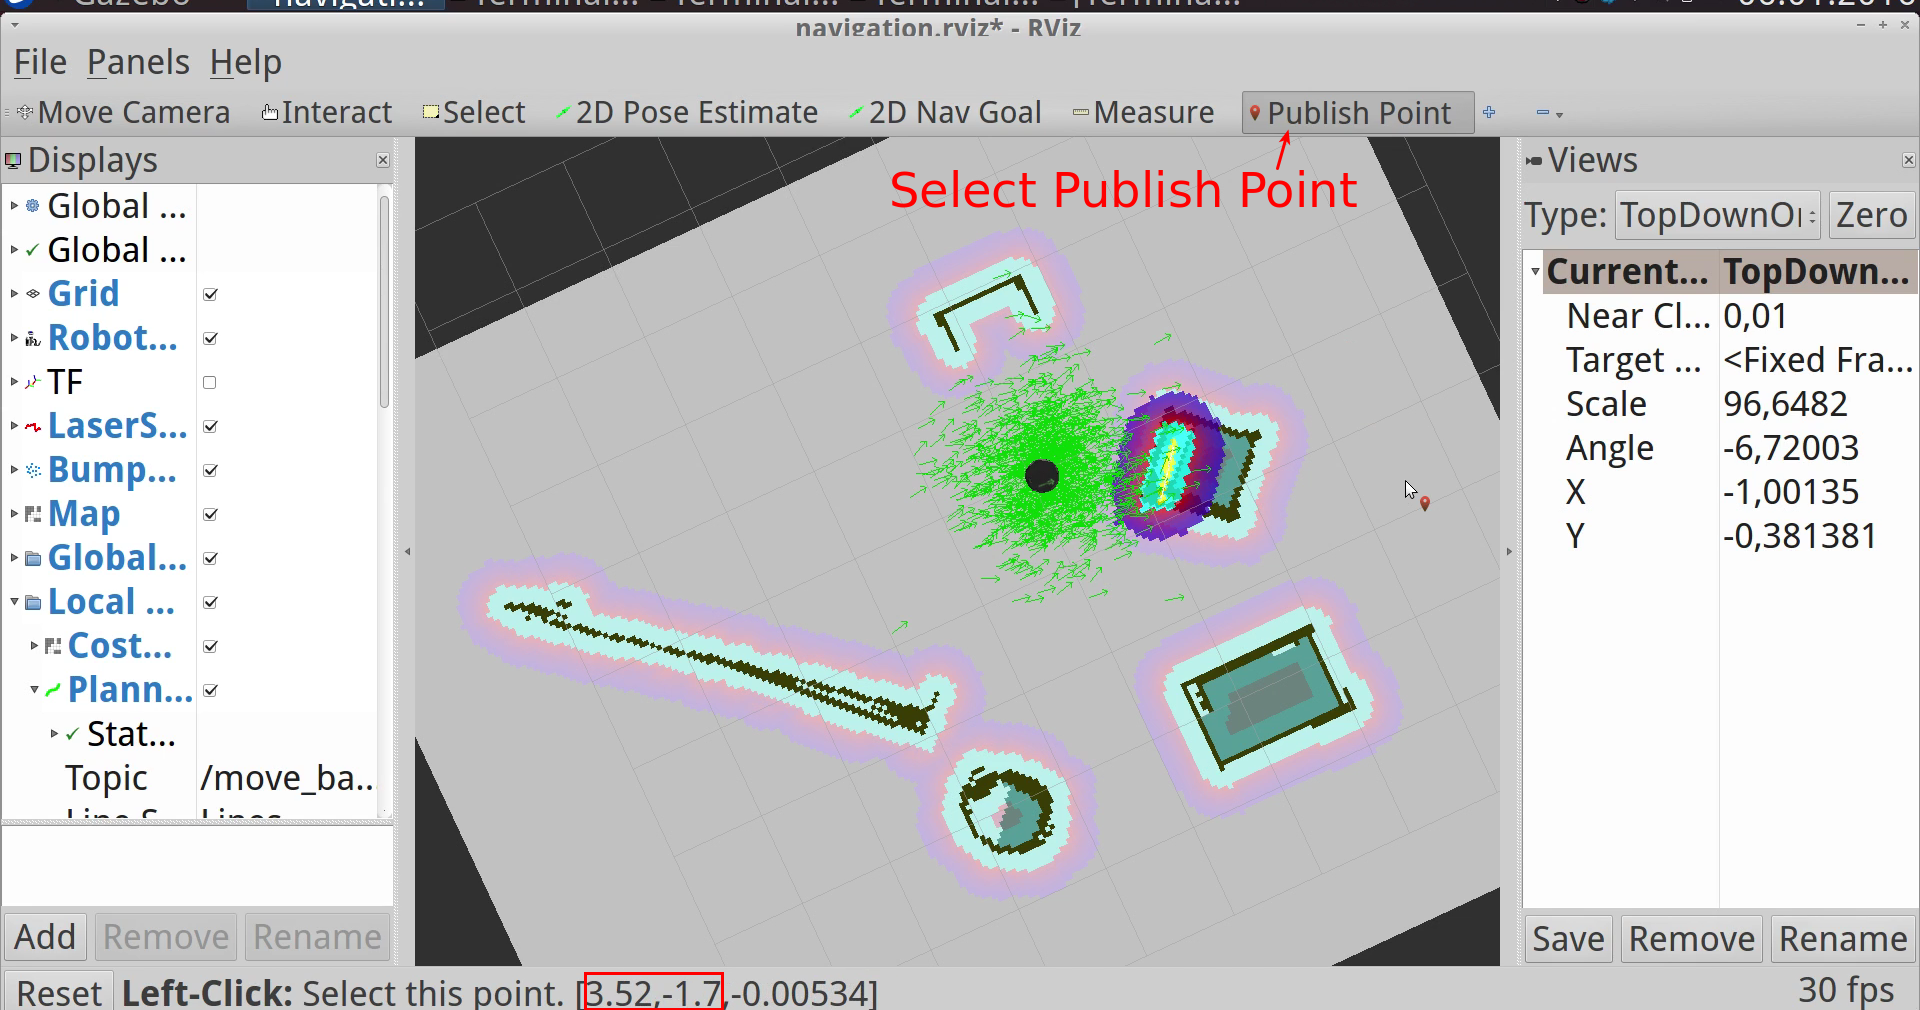 navigation.rviz* - RViz
File Panels Help
Move Camera Interact Select 2D Pose Estimate 2D Nav Goal Measure Publish Point
Select Publish Point
Displays
Global ...
Global ...
Grid
Robot...
TF
LaserS...
Bump...
Map
Global...
Local ...
Cost...
Plann...
Stat...
Topic /move_ba...
Add Remove Rename
Reset Left-Click: Select this point. [3.52,-1.7,-0.00534] 30 fps
Views
Type: TopDownOr Zero
Current... TopDown...
Near Cl... 0,01
Target ... <Fixed Fra...
Scale 96,6482
Angle -6,72003
X -1,00135
Y -0,381381
Save Remove Rename